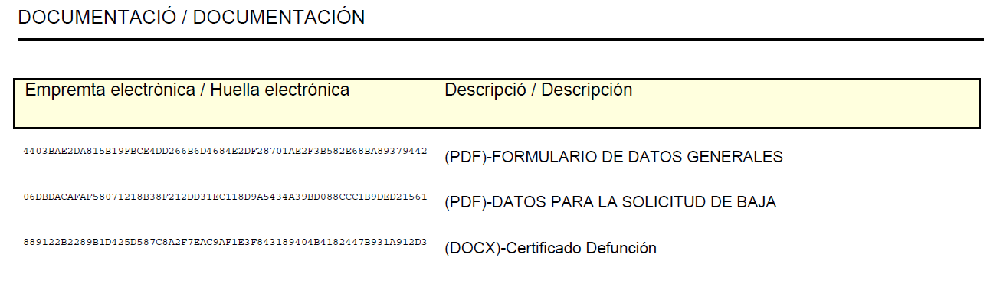 DOCUMENTACIÓ / DOCUMENTACIÓN
Empremta electrònica / Huella electrónica Descripció / Descripción
4403BAE2DA815B19FBCE4DD266B6D4684E2DF28701AE2F3B582E68BA89379442 (PDF)-FORMULARIO DE DATOS GENERALES
06DBDACAFAF58071218B38F212DD31EC118D9A5434A39BD088CCC1B9DED21561 (PDF)-DATOS PARA LA SOLICITUD DE BAJA
889122B2289B1D425D587C8A2F7EAC9AF1E3F843189404B4182447B931A912D3 (DOCX)-Certificado Defunción